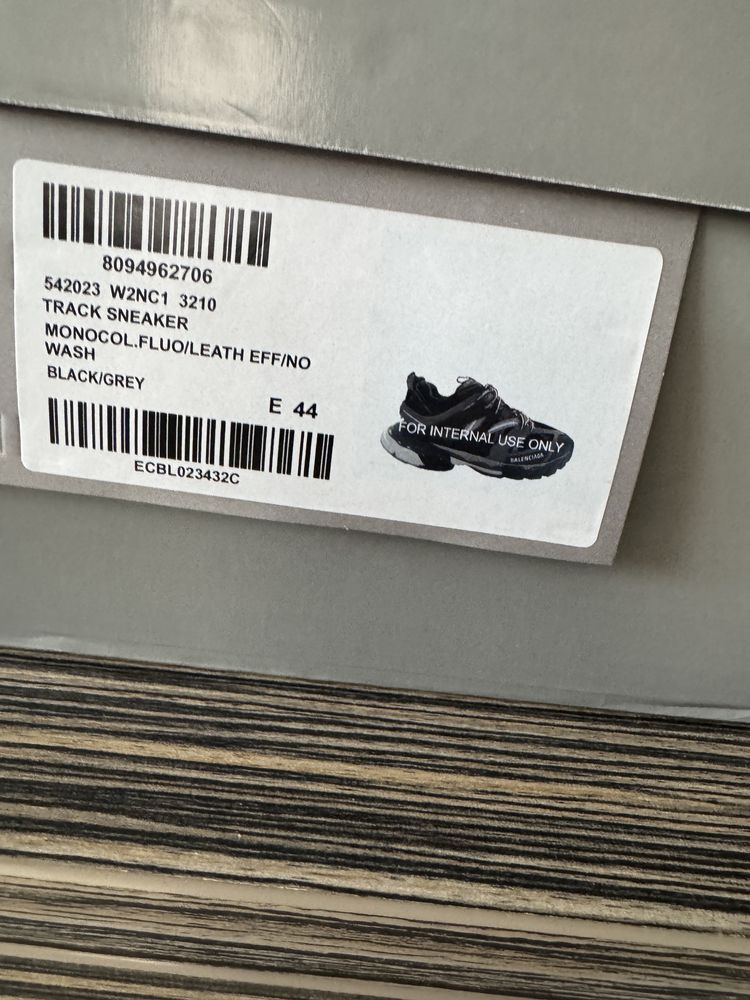 8094962706
542023 W2NC1 3210
TRACK SNEAKER
MONOCOL.FLUO/LEATH EFF/NO
WASH
BLACK/GREY
E 44
ECBL023432C
FOR INTERNAL USE ONLY
BALENCIAGA